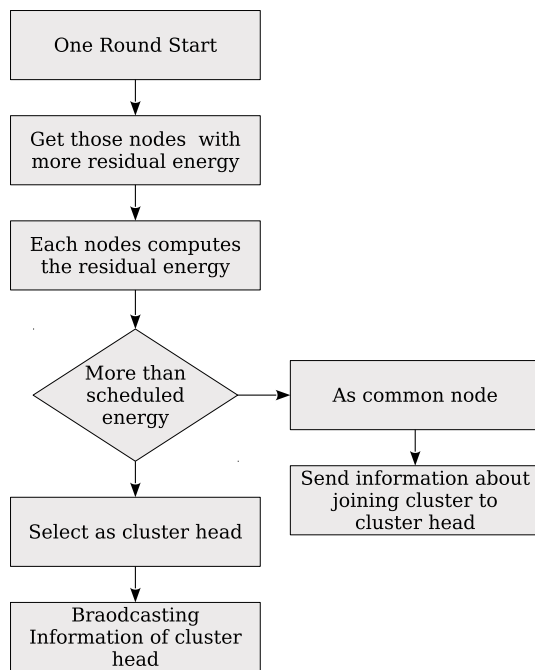 One Round Start
Get those nodes with
more residual energy
Each nodes computes
the residual energy
More than
scheduled
energy
As common node
Send information about
joining cluster to
cluster head
Select as cluster head
Braodcasting
Information of cluster
head